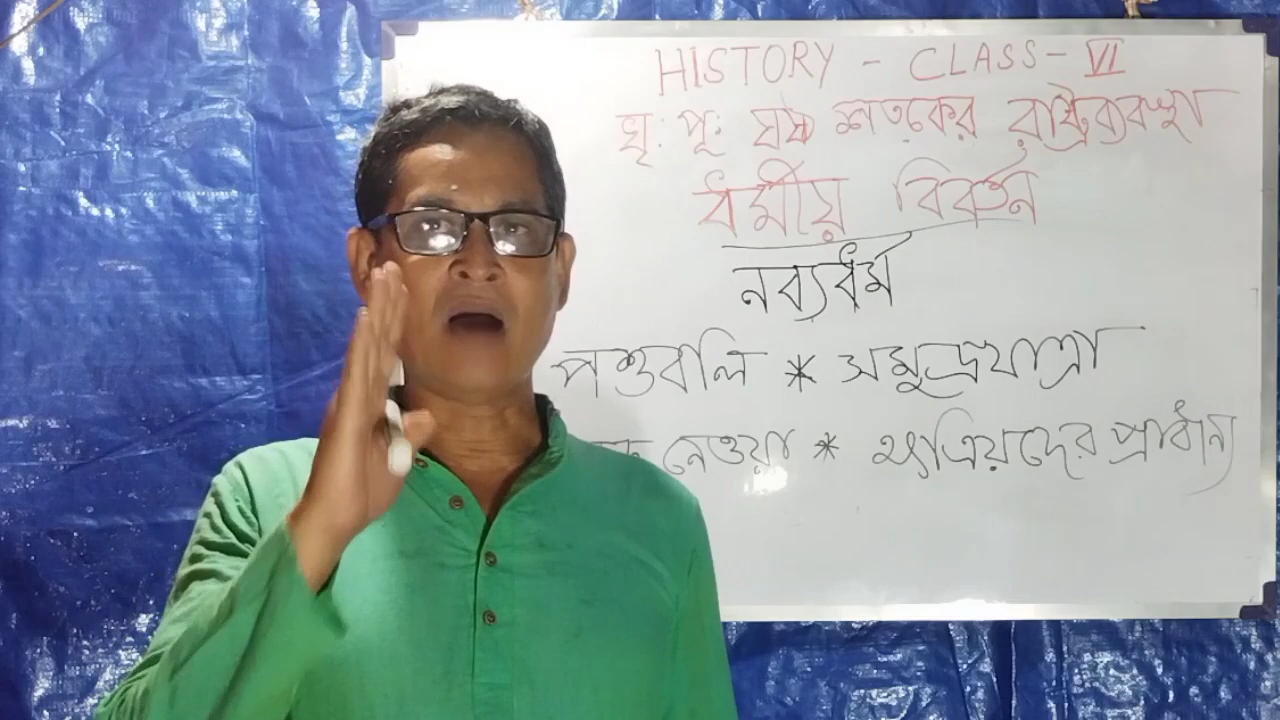 HISTORY - CLASS - VI
খৃ: পূ: ষষ্ঠ শতকের রাষ্ট্রব্যবস্থা
ধর্মীয় বিবর্তন
নব্যধর্ম
পশুবলি * সমুদ্রযাত্রা
নেওয়া * ক্ষত্রিয়দের প্রাধান্য